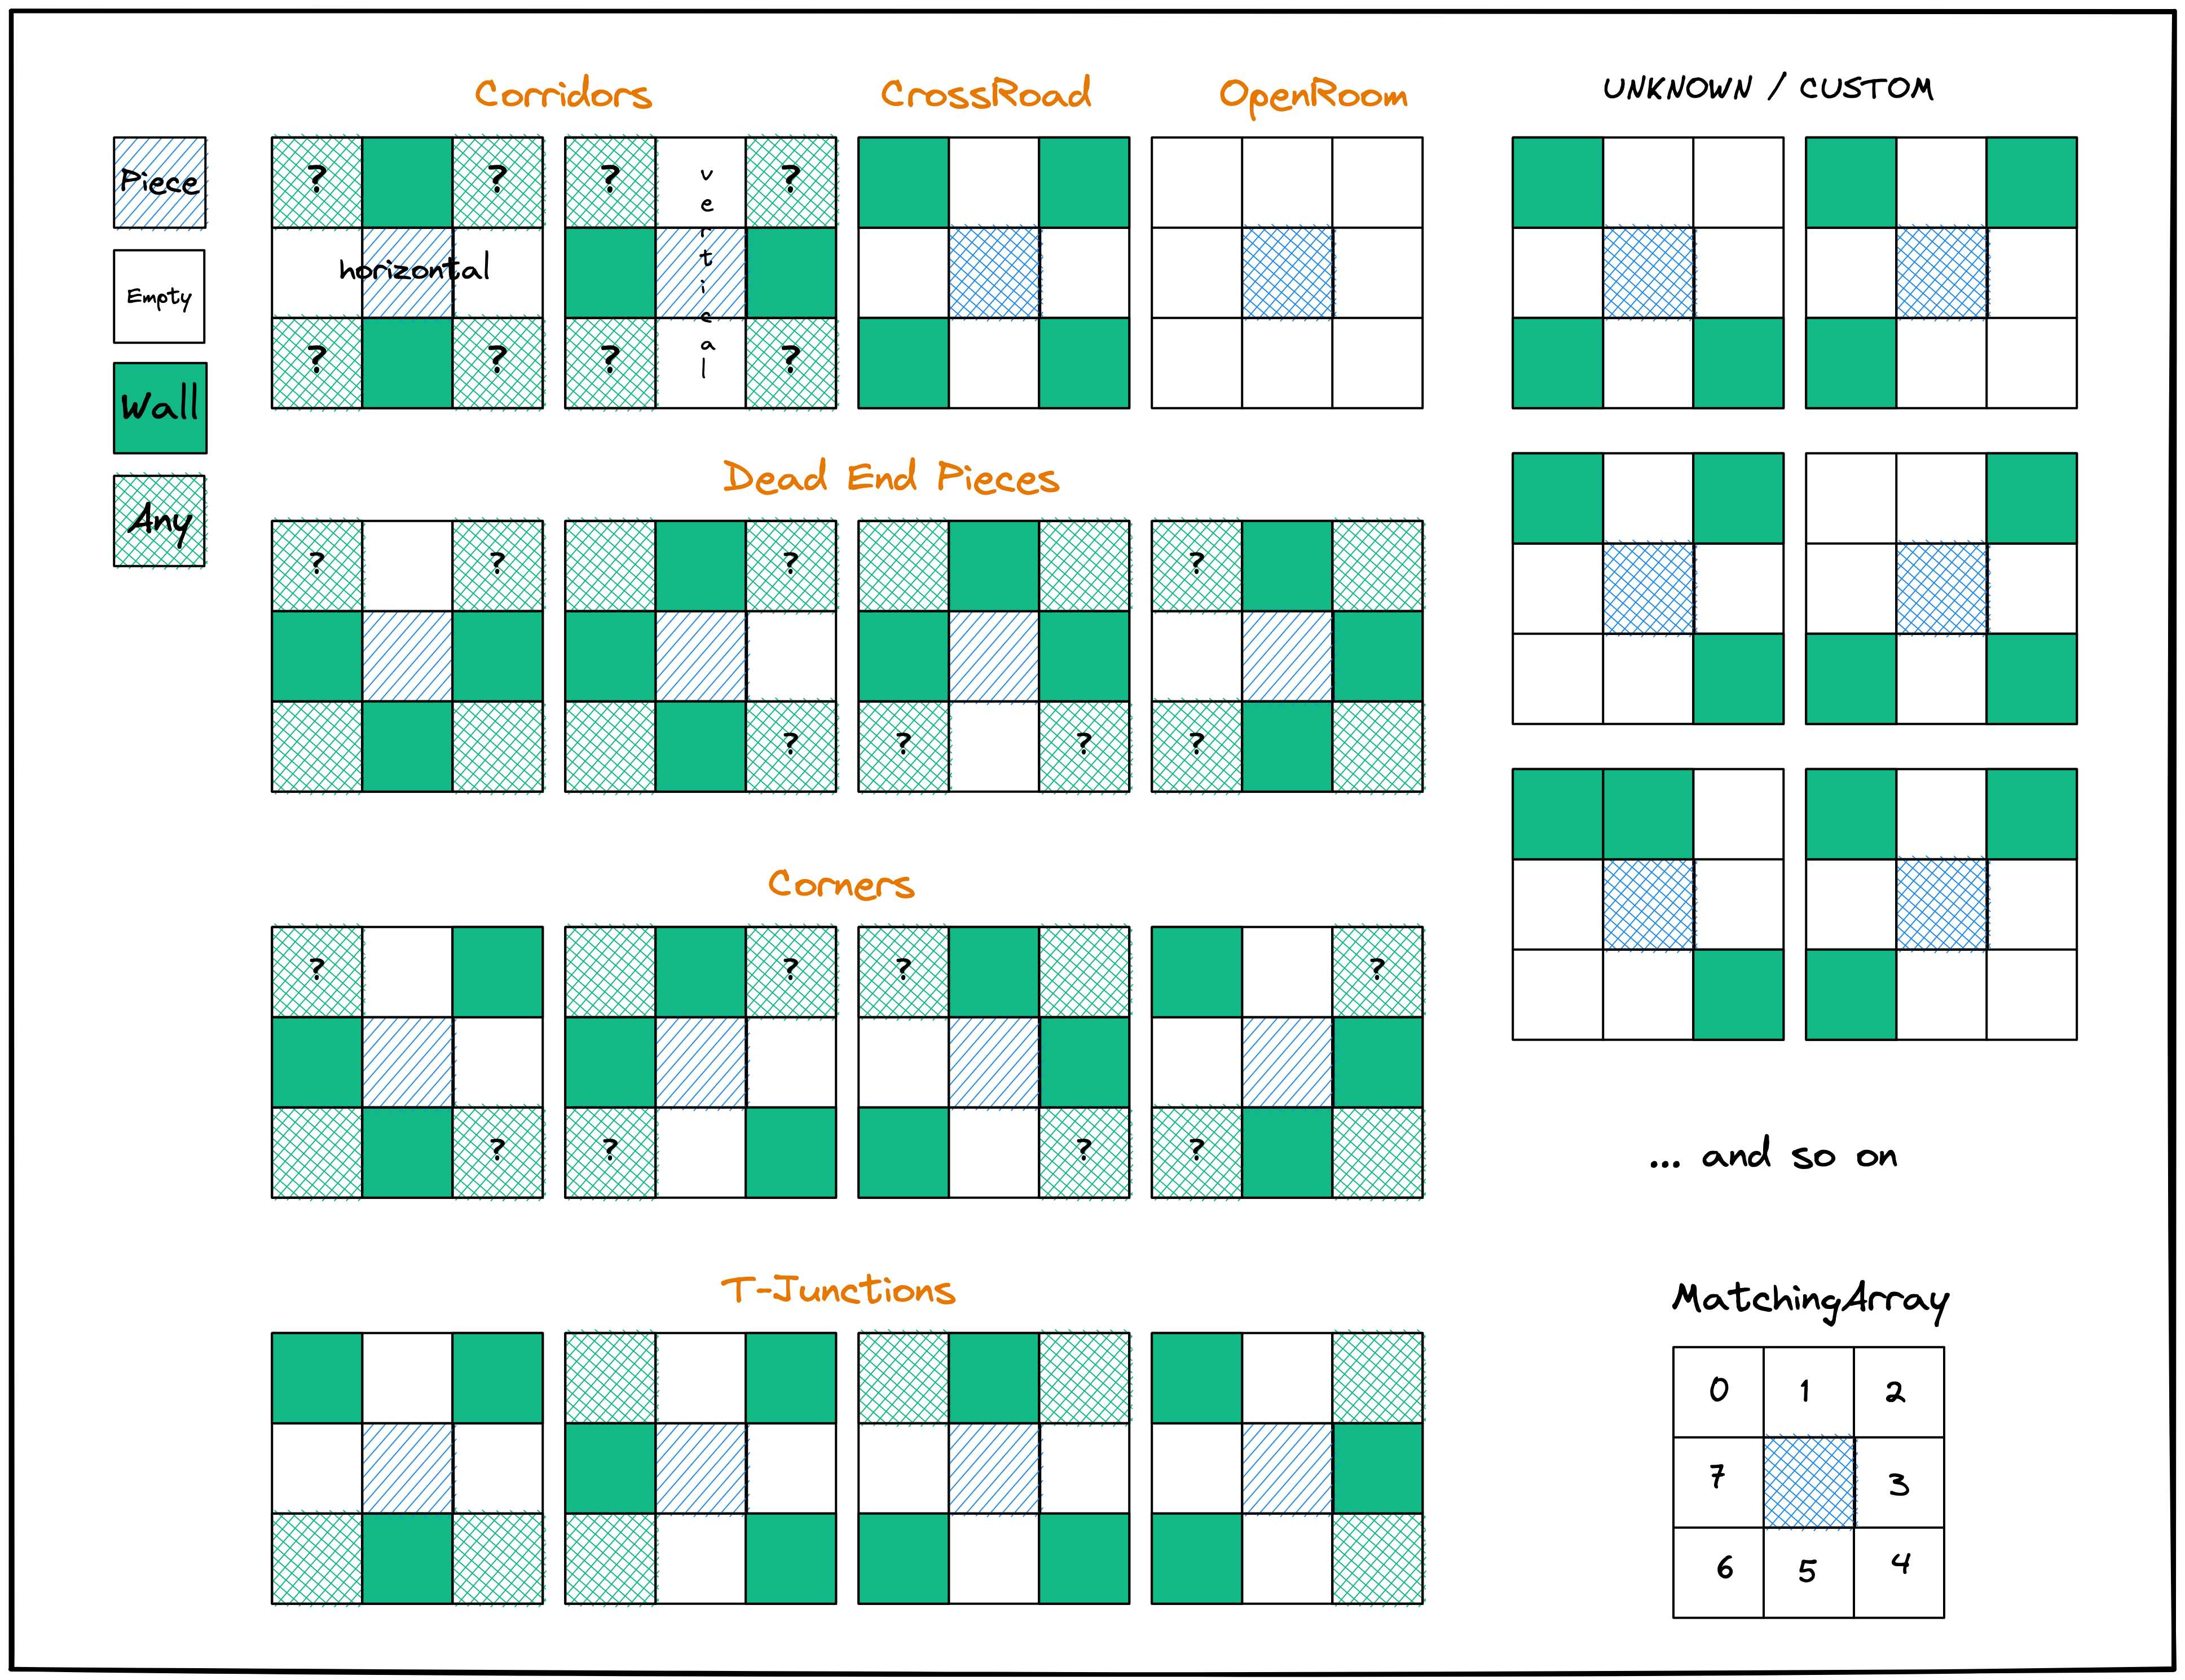 Corridors
CrossRoad
OpenRoom
UNKNOWN / CUSTOM
Piece
Empty
Wall
Any
? ? ? ?
horizontal
vertical
? ? ? ?
Dead End Pieces
? ? ? ?
? ? ? ?
Corners
? ? ? ?
? ? ? ?
... and so on
T-Junctions
MatchingArray
0 1 2
7 3
6 5 4